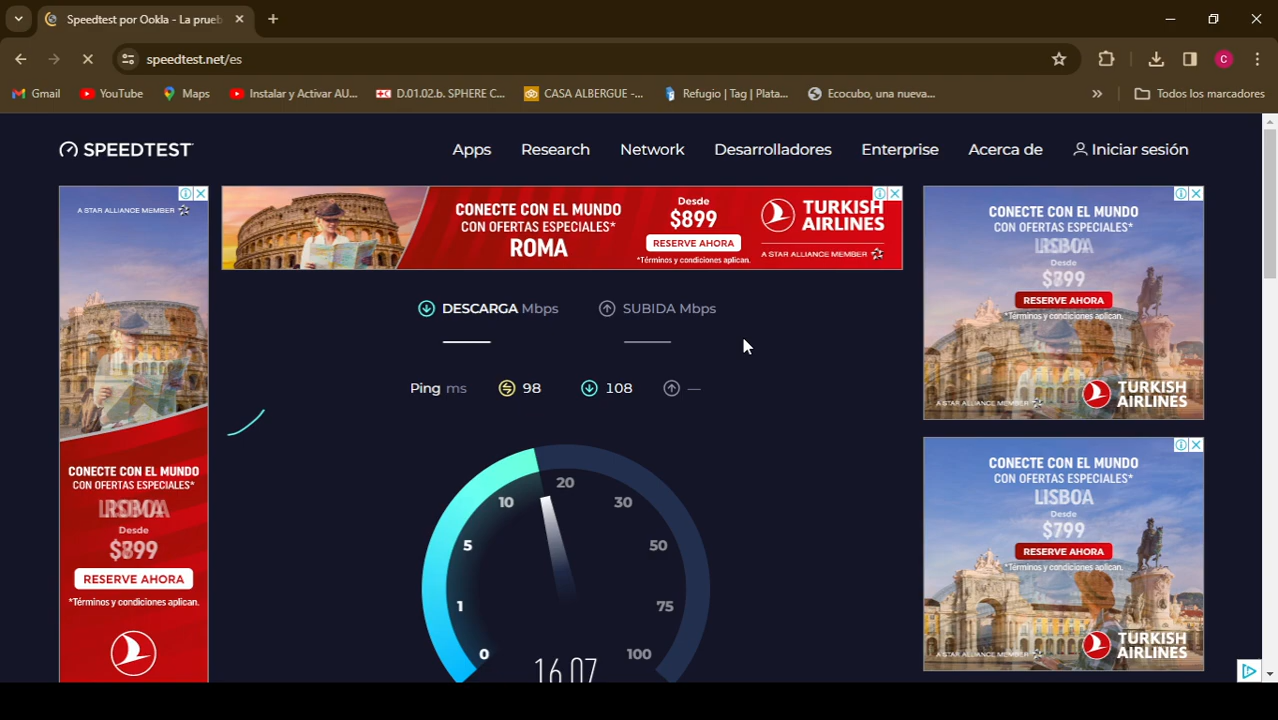 Speedtest por Ookla - La prueb
speedtest.net/es
C
Gmail
YouTube
Maps
Instalar y Activar AU...
D.01.02.b. SPHERE C...
CASA ALBERGUE -...
Refugio | Tag | Plata...
Ecocubo, una nueva...
»
Todos los marcadores
SPEEDTEST
Apps
Research
Network
Desarrolladores
Enterprise
Acerca de
Iniciar sesión
A STAR ALLIANCE MEMBER
CONECTE CON EL MUNDO
CON OFERTAS ESPECIALES*
Desde
RESERVE AHORA
*Términos y condiciones aplican.
CONECTE CON EL MUNDO
CON OFERTAS ESPECIALES*
ROMA
Desde
$899
RESERVE AHORA
*Términos y condiciones aplican.
TURKISH
AIRLINES
A STAR ALLIANCE MEMBER
DESCARGA Mbps
SUBIDA Mbps
Ping ms
98
108
—
0
1
5
10
20
30
50
75
100
16.07
CONECTE CON EL MUNDO
CON OFERTAS ESPECIALES*
Desde
RESERVE AHORA
*Términos y condiciones aplican.
A STAR ALLIANCE MEMBER
TURKISH
AIRLINES
CONECTE CON EL MUNDO
CON OFERTAS ESPECIALES*
LISBOA
Desde
$799
RESERVE AHORA
*Términos y condiciones aplican.
A STAR ALLIANCE MEMBER
TURKISH
AIRLINES